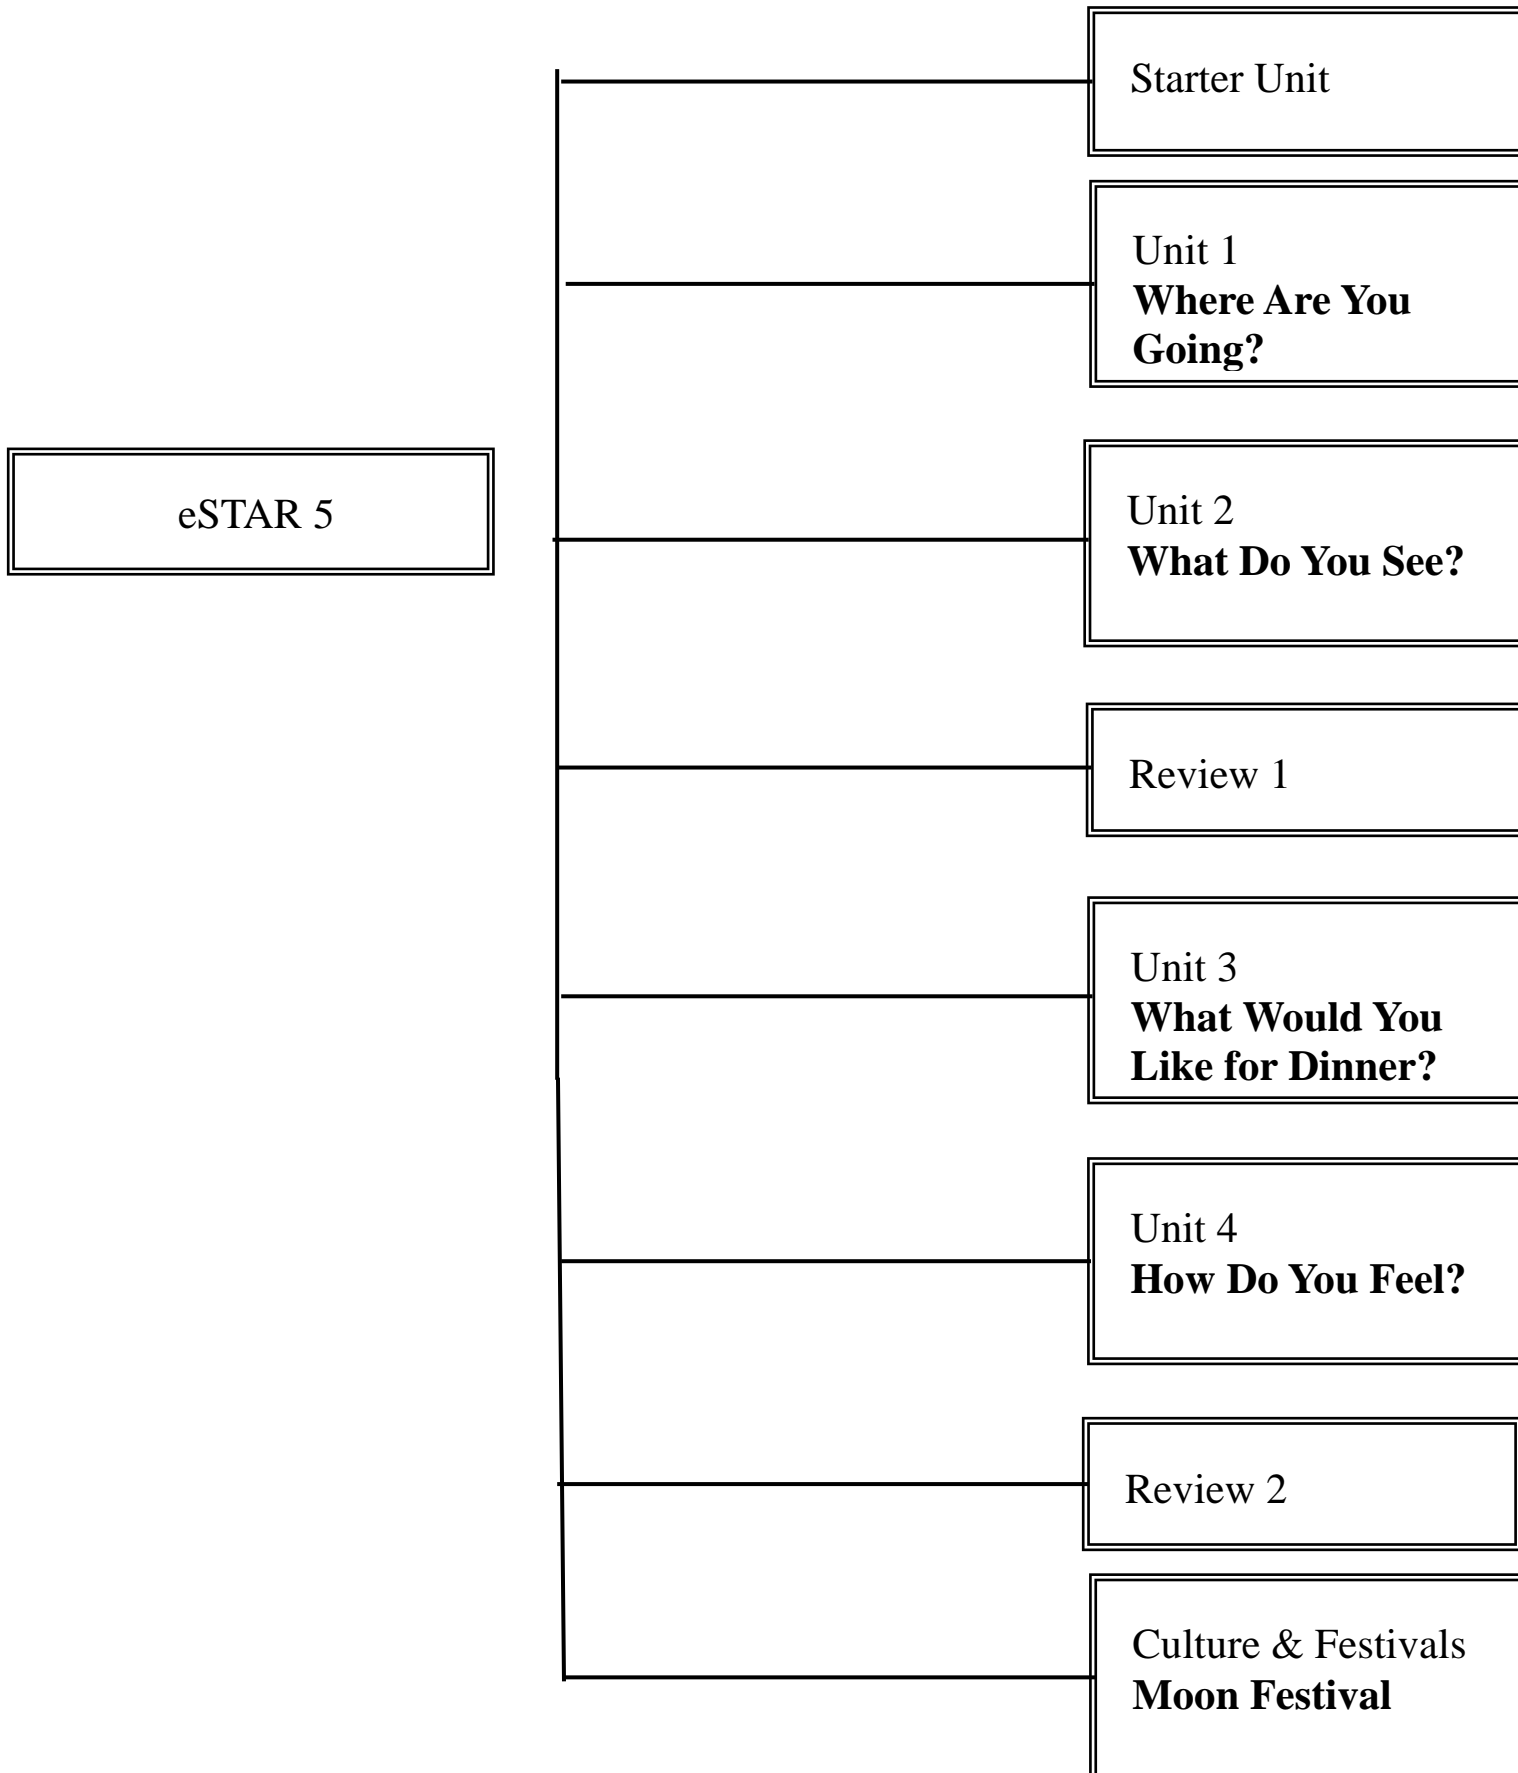 Starter Unit
Unit 1
Where Are You
Going?
eSTAR 5
Unit 2
What Do You See?
Review 1
Unit 3
What Would You
Like for Dinner?
Unit 4
How Do You Feel?
Review 2
Culture & Festivals
Moon Festival